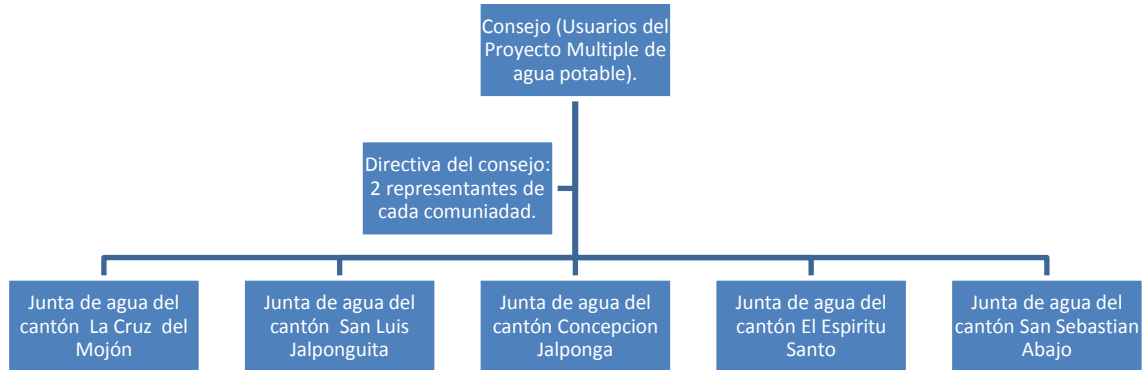 Consejo (Usuarios del
Proyecto Multiple de
agua potable).
Directiva del consejo:
2 representantes de
cada comuniadad.
Junta de agua del
cantón La Cruz del
Mojón
Junta de agua del
cantón San Luis
Jalponguita
Junta de agua del
cantón Concepcion
Jalponga
Junta de agua del
cantón El Espiritu
Santo
Junta de agua del
cantón San Sebastian
Abajo